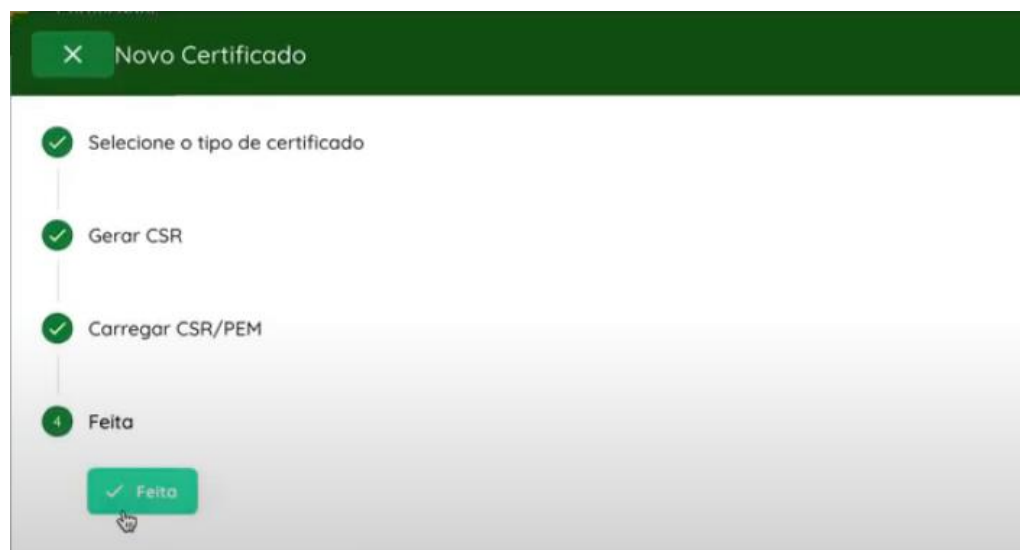 Novo Certificado
Selecione o tipo de certificado
Gerar CSR
Carregar CSR/PEM
4 Feita
Feita